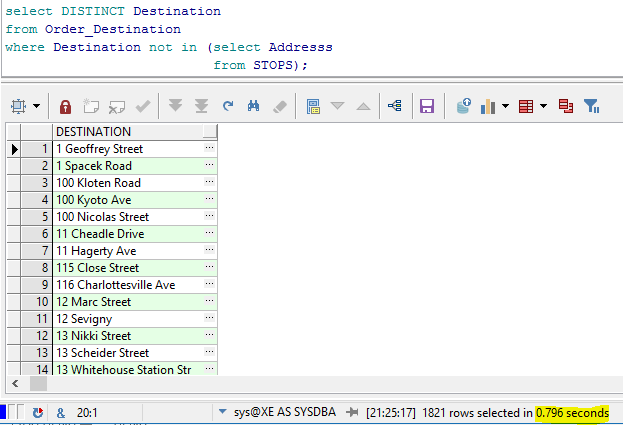 select DISTINCT Destination
from Order_Destination
where Destination not in (select Addresss
from STOPS);
DESTINATION
1 1 Geoffrey Street ...
2 1 Spacek Road ...
3 100 Kloten Road ...
4 100 Kyoto Ave ...
5 100 Nicolas Street ...
6 11 Cheadle Drive ...
7 11 Hagerty Ave ...
8 115 Close Street ...
9 116 Charlottesville Ave ...
10 12 Marc Street ...
11 12 Sevigny ...
12 13 Nikki Street ...
13 13 Scheider Street ...
14 13 Whitehouse Station Str ...
& 20:1 sys@XE AS SYSDBA [21:25:17] 1821 rows selected in 0.796 seconds